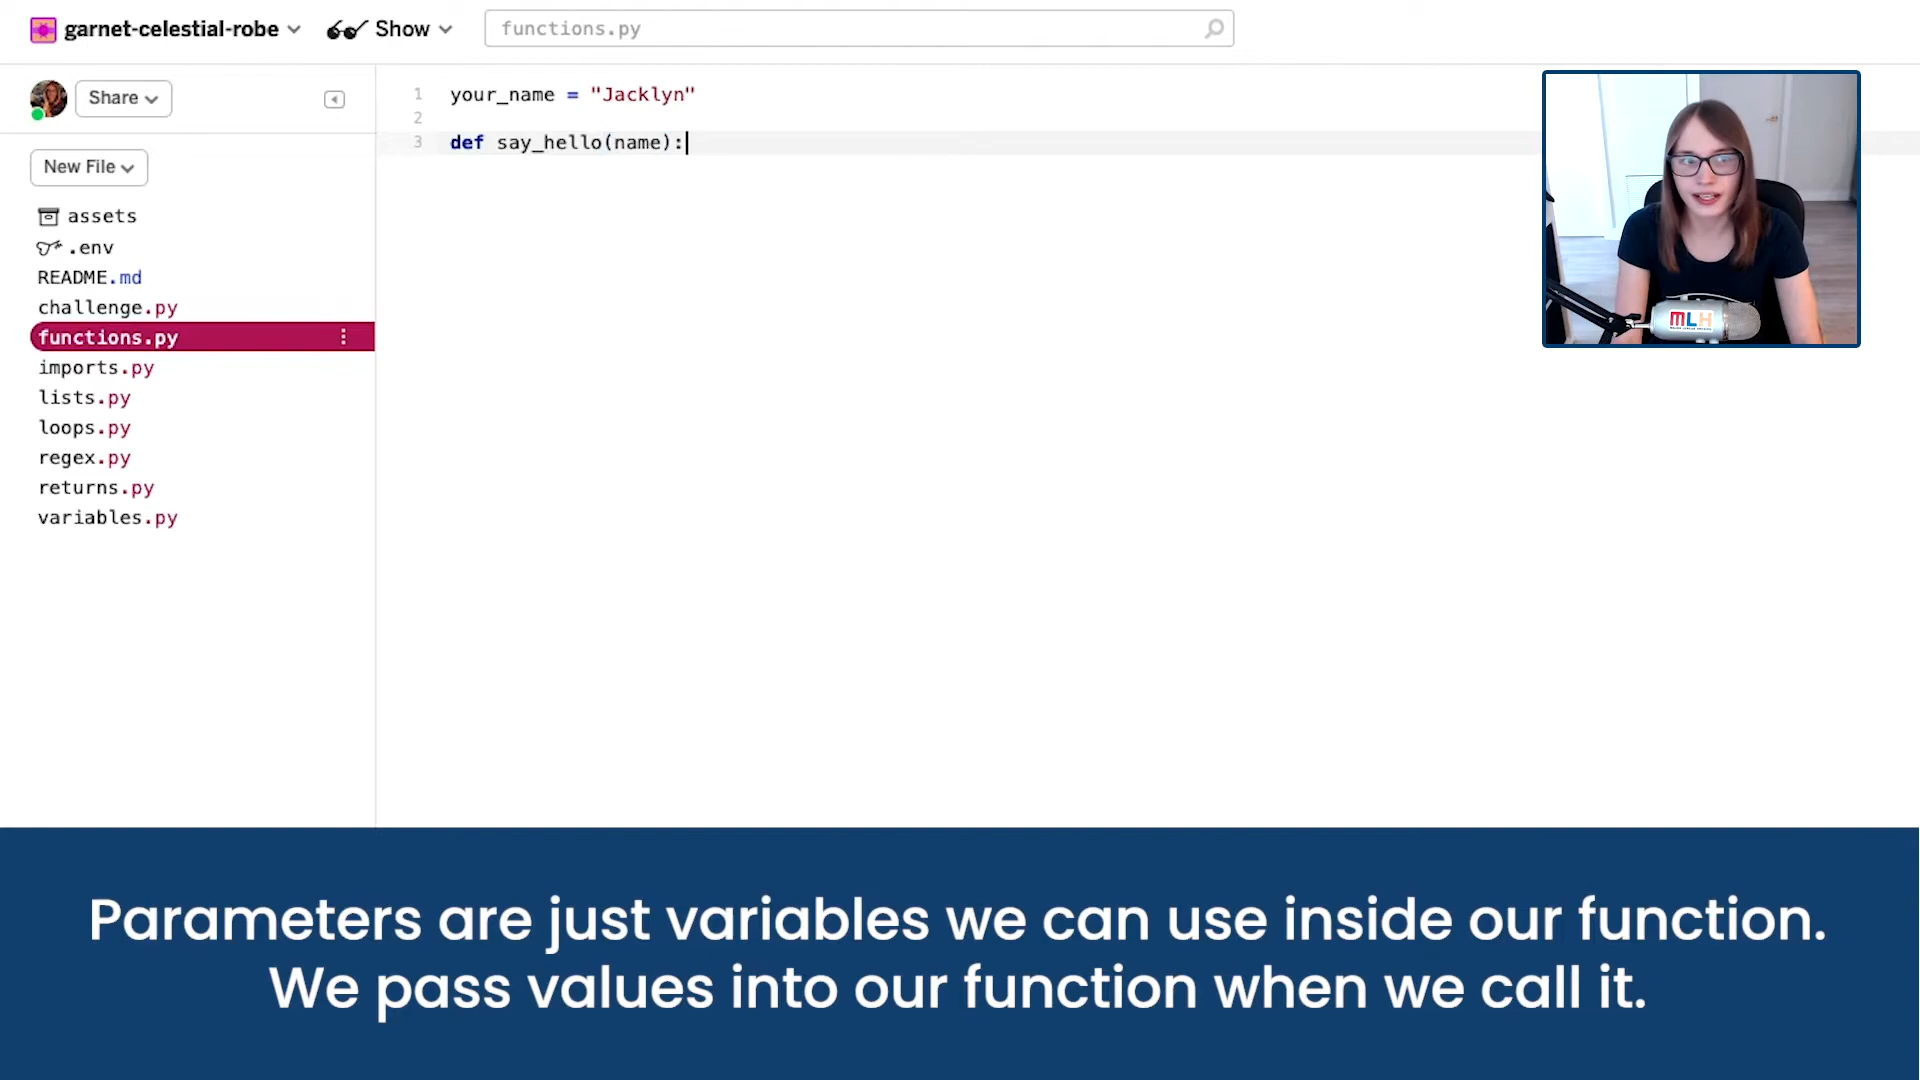 garnet-celestial-robe
Show
functions.py
Share
New File
assets
.env
README.md
challenge.py
functions.py
imports.py
lists.py
loops.py
regex.py
returns.py
variables.py
1 your_name = "Jacklyn"
2
3 def say_hello(name):
MLH
Parameters are just variables we can use inside our function.
We pass values into our function when we call it.